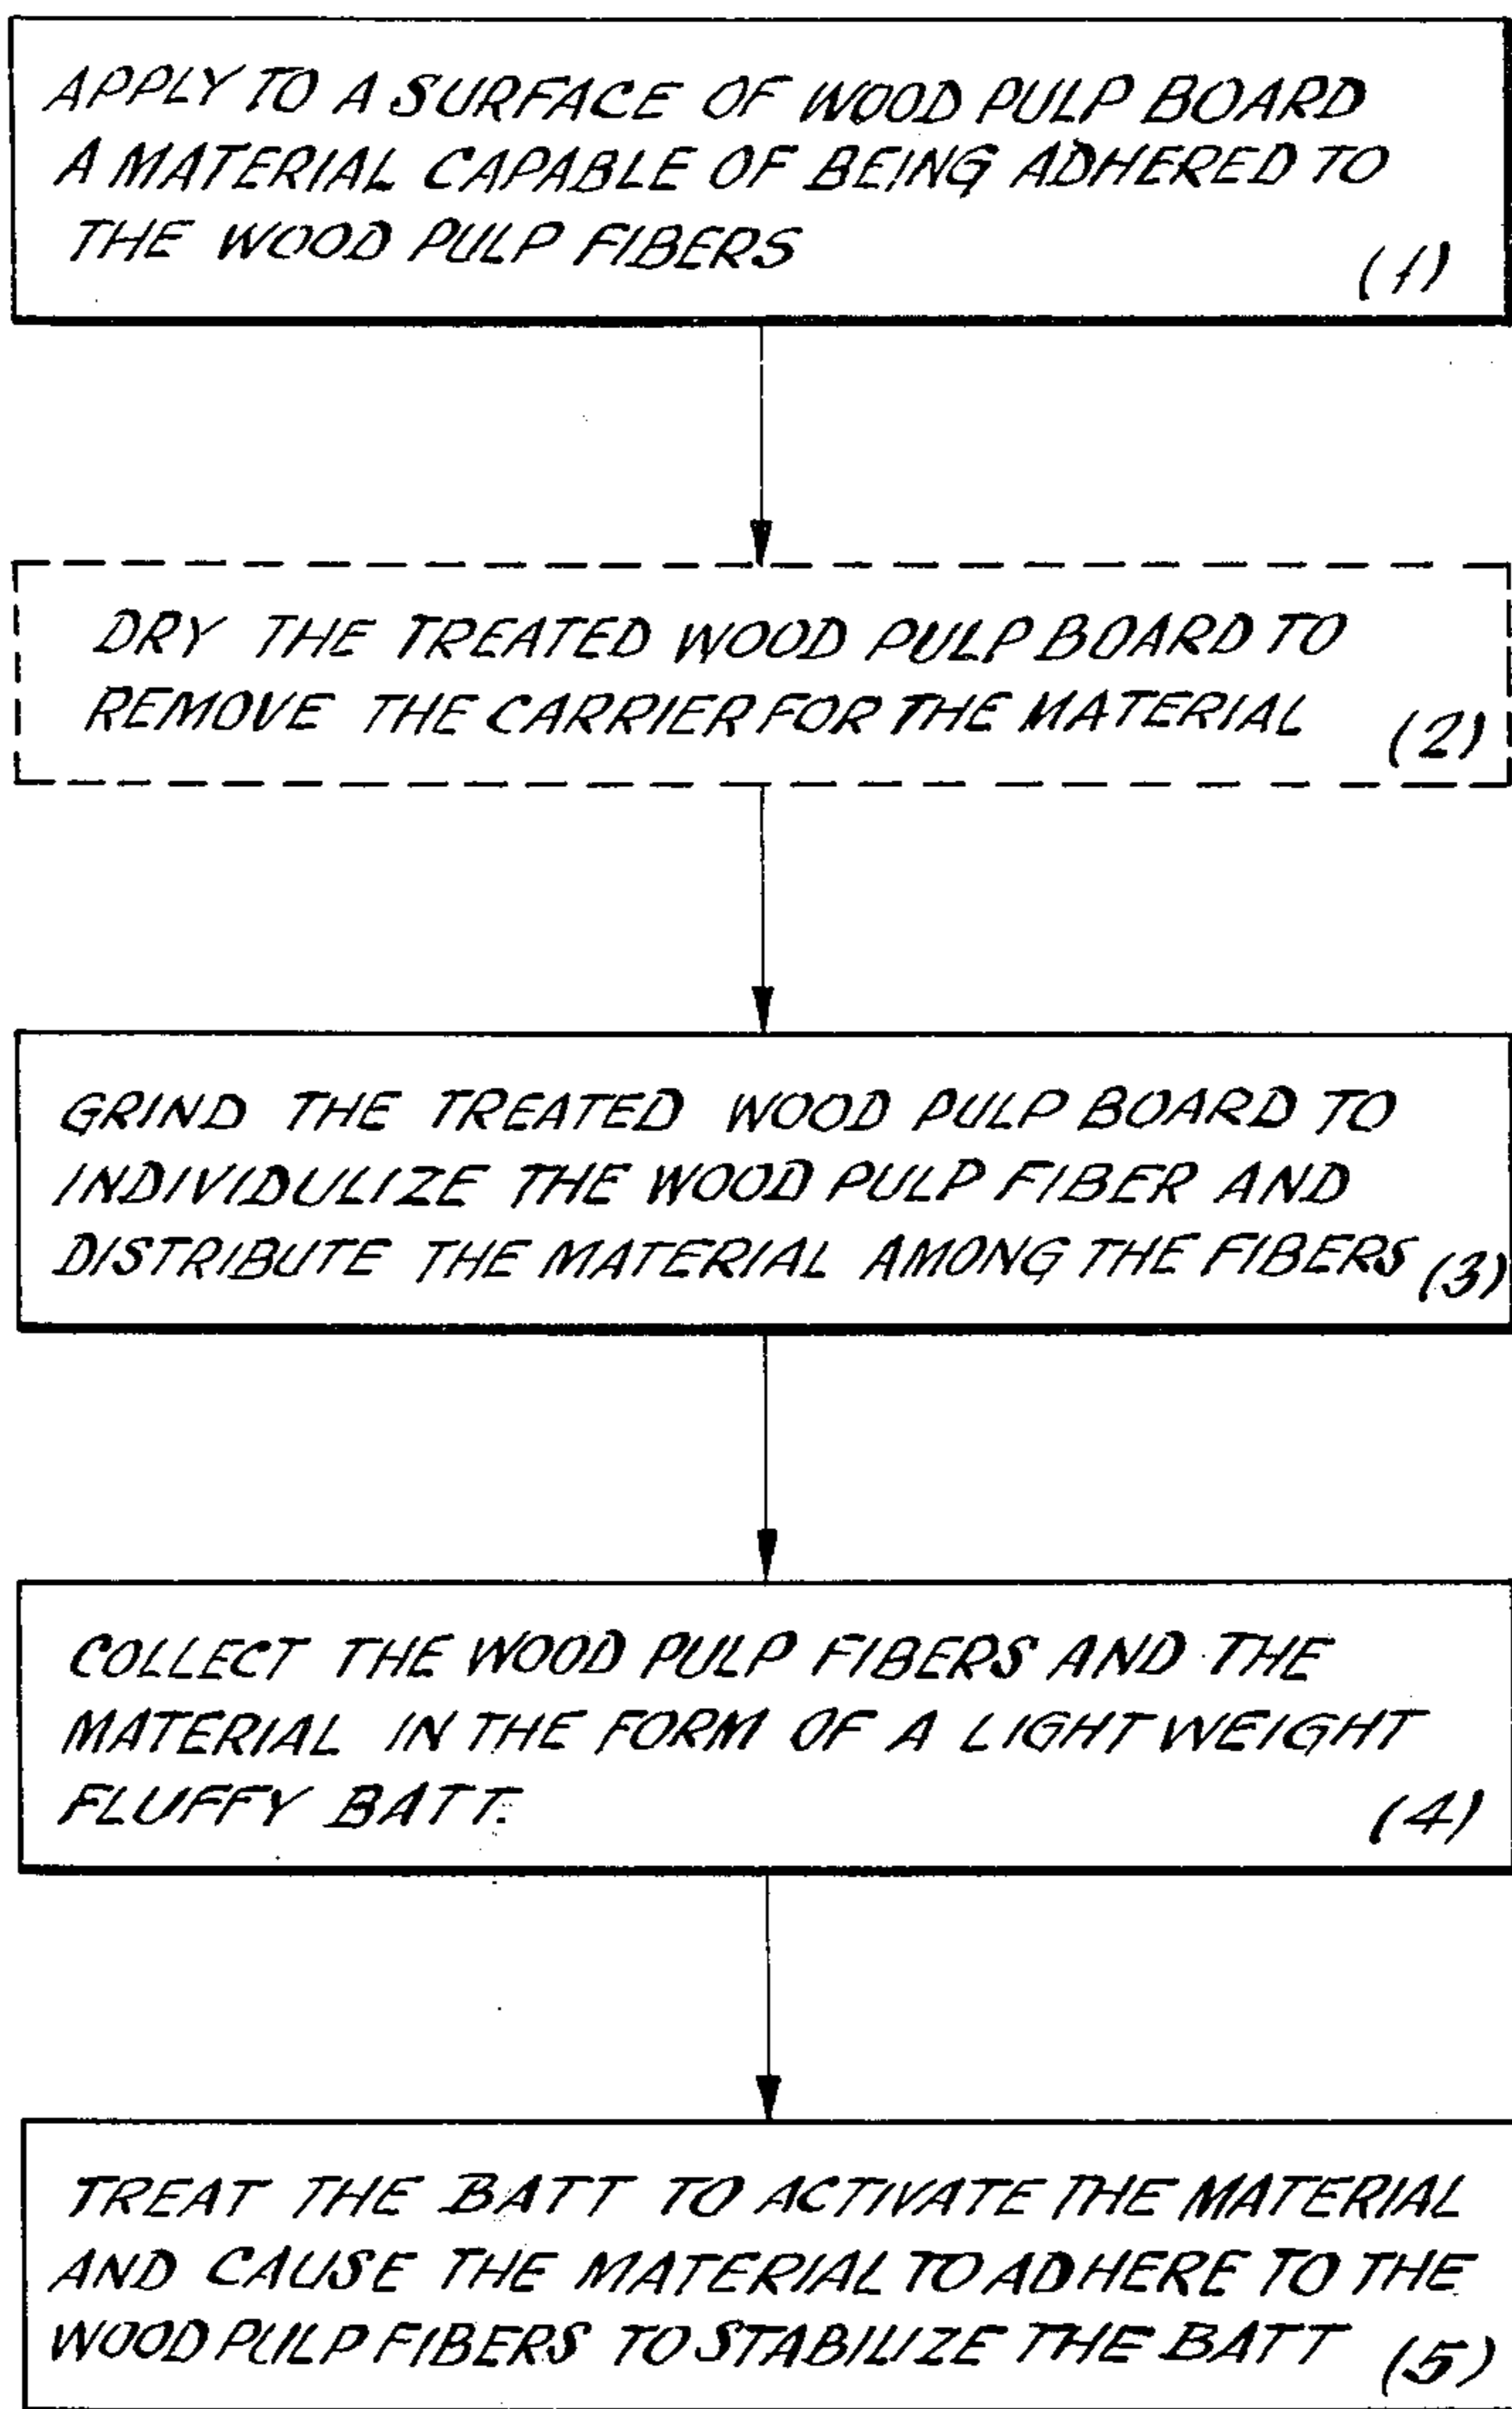 APPLY TO A SURFACE OF WOOD PULP BOARD
A MATERIAL CAPABLE OF BEING ADHERED TO
THE WOOD PULP FIBERS
(1)
DRY THE TREATED WOOD PULP BOARD TO
REMOVE THE CARRIER FOR THE MATERIAL (2)
GRIND THE TREATED WOOD PULP BOARD TO
INDIVIDULIZE THE WOOD PULP FIBER AND
DISTRIBUTE THE MATERIAL AMONG THE FIBERS (3)
COLLECT THE WOOD PULP FIBERS AND THE
MATERIAL IN THE FORM OF A LIGHT WEIGHT
FLUFFY BATT. (4)
TREAT THE BATT TO ACTIVATE THE MATERIAL
AND CAUSE THE MATERIAL TO ADHERE TO THE
WOOD PULP FIBERS TO STABILIZE THE BATT (5)